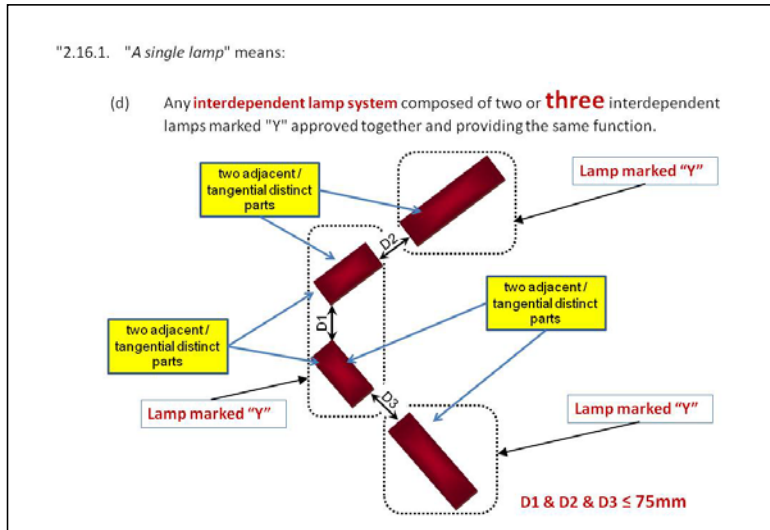 "2.16.1. "A single lamp" means:
(d) Any interdependent lamp system composed of two or three interdependent
lamps marked "Y" approved together and providing the same function.
two adjacent /
tangential distinct
parts
Lamp marked “Y”
D2
two adjacent /
tangential distinct
parts
D1
two adjacent /
tangential distinct
parts
D3
Lamp marked “Y”
Lamp marked “Y”
D1 & D2 & D3 ≤ 75mm